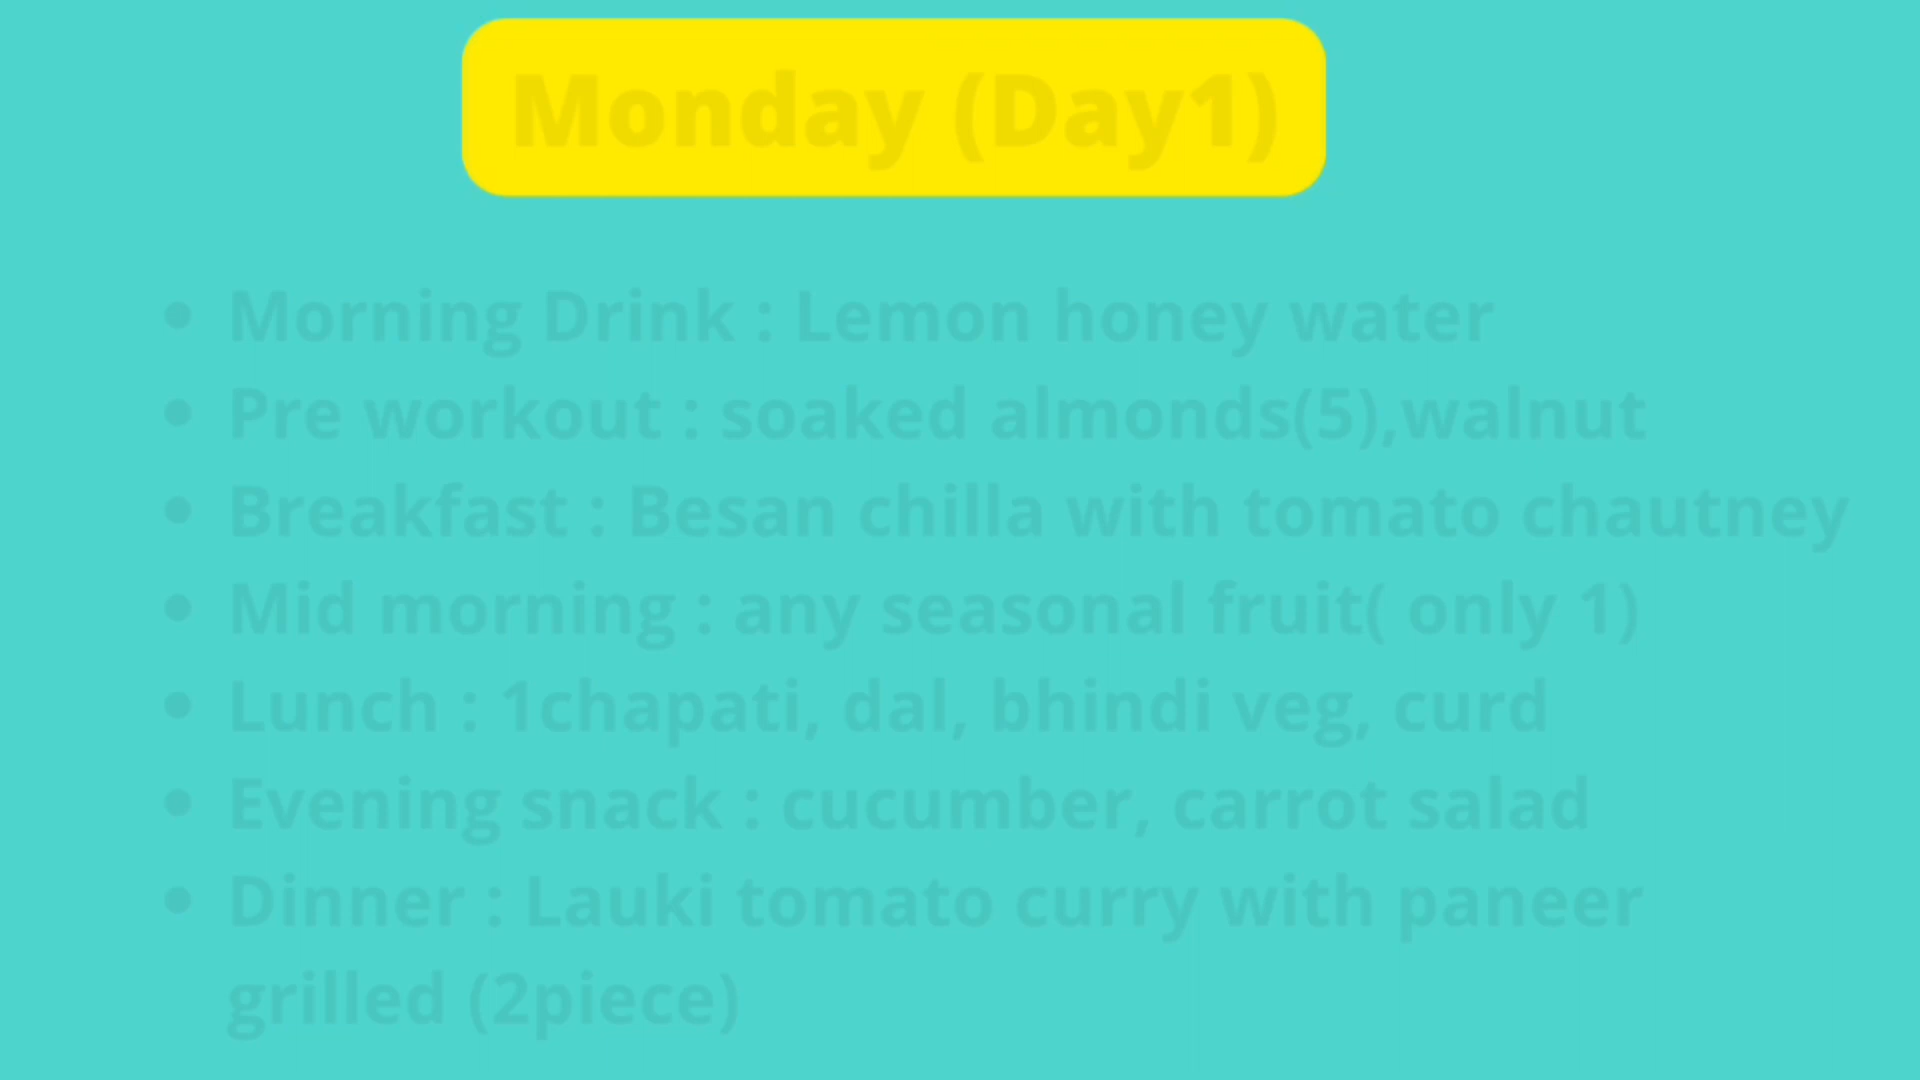 Monday (Day1)
• Morning Drink : Lemon honey water
• Pre workout : soaked almonds(5),walnut
• Breakfast : Besan chilla with tomato chautney
• Mid morning : any seasonal fruit( only 1)
• Lunch : 1chapati, dal, bhindi veg, curd
• Evening snack : cucumber, carrot salad
• Dinner : Lauki tomato curry with paneer
grilled (2piece)